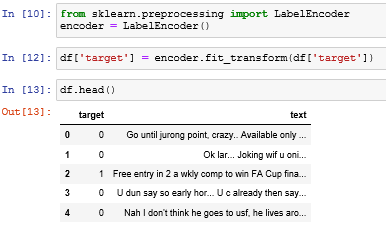 In [10]: from sklearn.preprocessing import LabelEncoder
encoder = LabelEncoder()
In [12]: df['target'] = encoder.fit_transform(df['target'])
In [13]: df.head()
Out[13]:
target text
0 0 Go until jurong point, crazy.. Available only ...
1 0 Ok lar... Joking wif u oni...
2 1 Free entry in 2 a wkly comp to win FA Cup fina...
3 0 U dun say so early hor... U c already then say...
4 0 Nah I don't think he goes to usf, he lives aro...